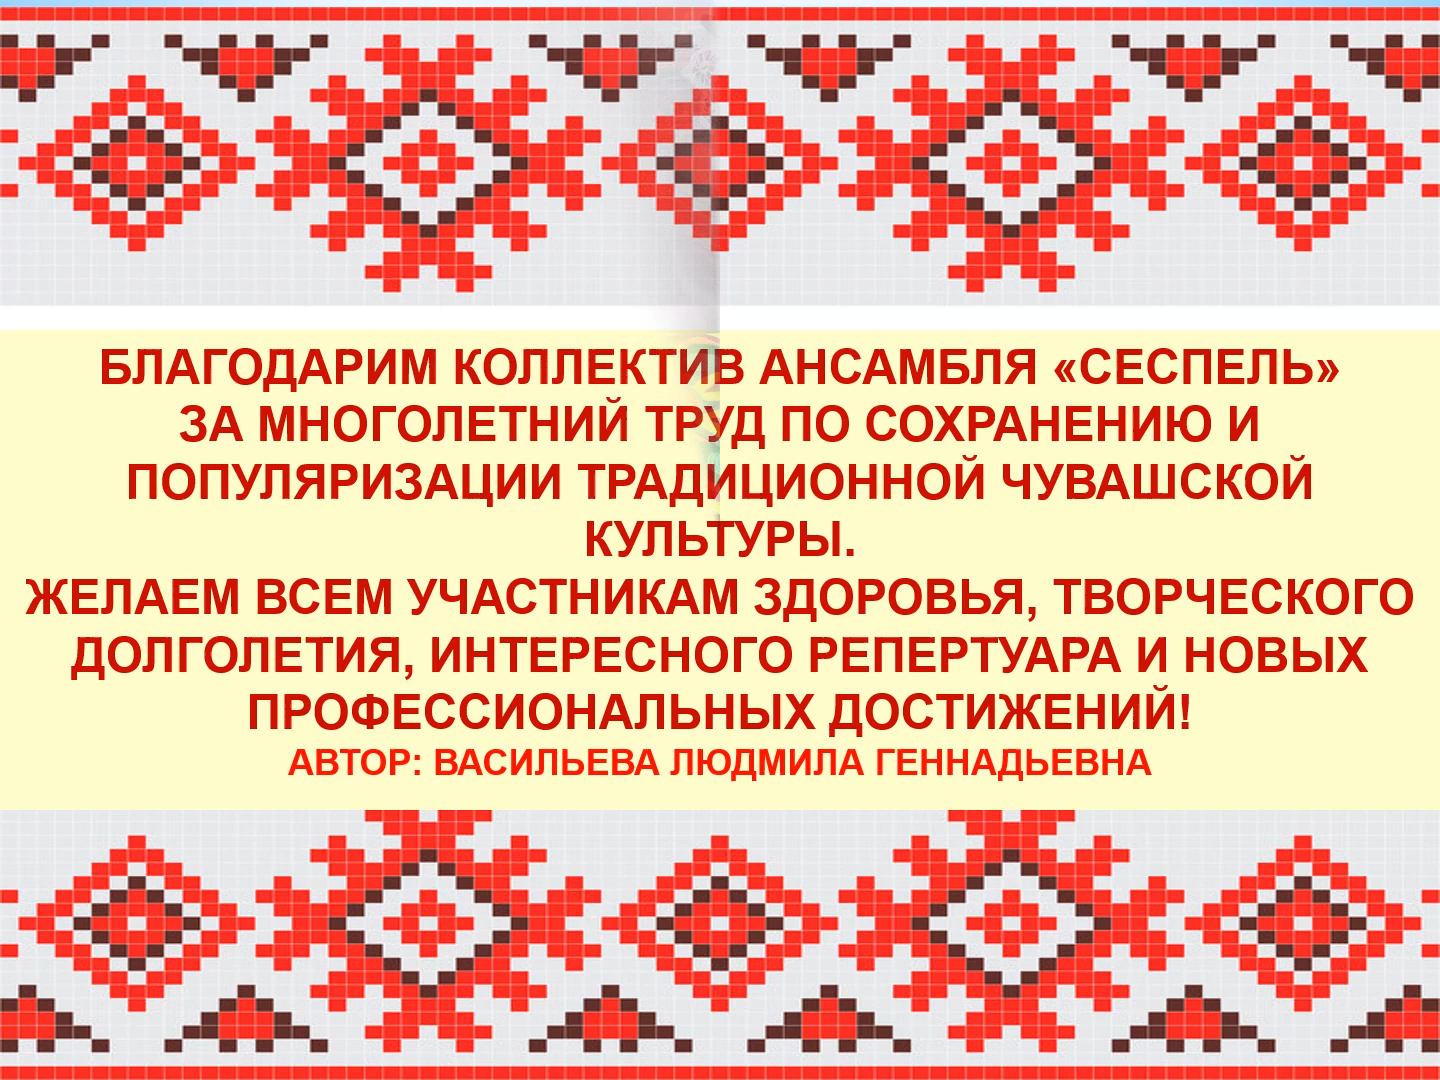 БЛАГОДАРИМ КОЛЛЕКТИВ АНСАМБЛЯ «СЕСПЕЛЬ»
ЗА МНОГОЛЕТНИЙ ТРУД ПО СОХРАНЕНИЮ И
ПОПУЛЯРИЗАЦИИ ТРАДИЦИОННОЙ ЧУВАШСКОЙ
КУЛЬТУРЫ.
ЖЕЛАЕМ ВСЕМ УЧАСТНИКАМ ЗДОРОВЬЯ, ТВОРЧЕСКОГО
ДОЛГОЛЕТИЯ, ИНТЕРЕСНОГО РЕПЕРТУАРА И НОВЫХ
ПРОФЕССИОНАЛЬНЫХ ДОСТИЖЕНИЙ!
АВТОР: ВАСИЛЬЕВА ЛЮДМИЛА ГЕННАДЬЕВНА